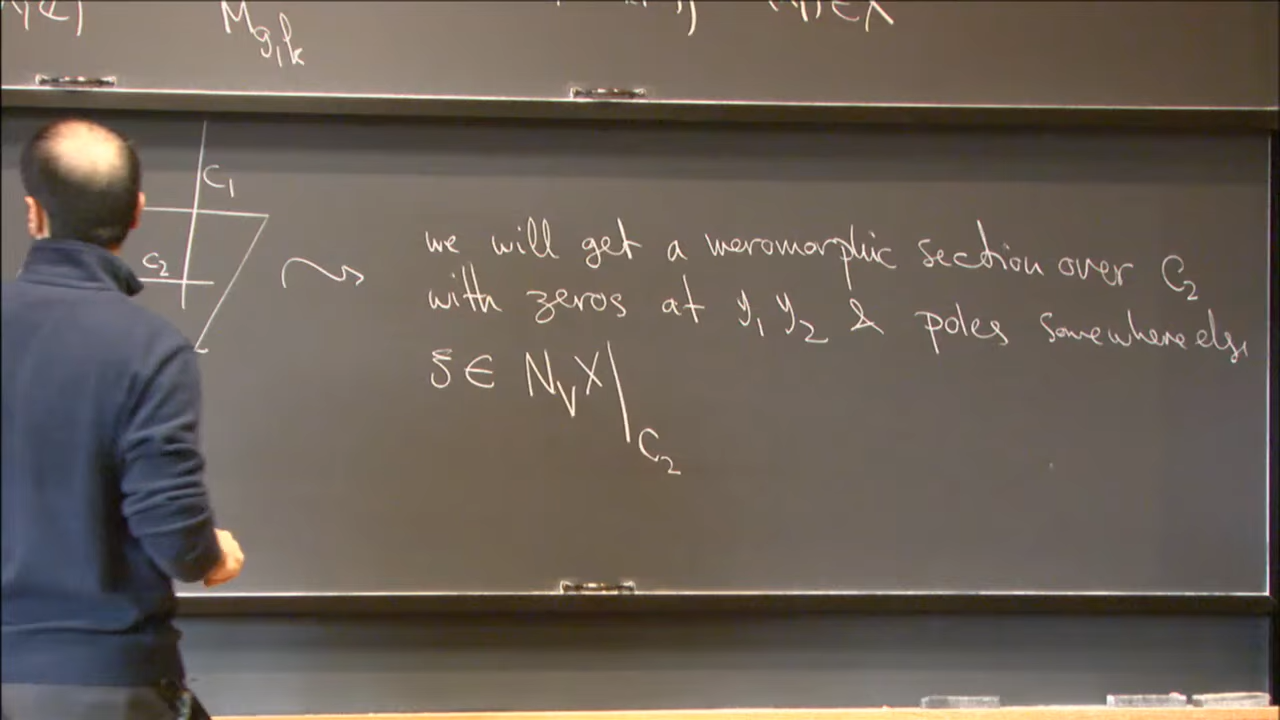 M_{g,k}
) ∈ X
C_1
C_2
we will get a meromorphic section over C_2
with zeros at y_1 y_2 & poles somewhere else
ξ ∈ N_V X |_{C_2}